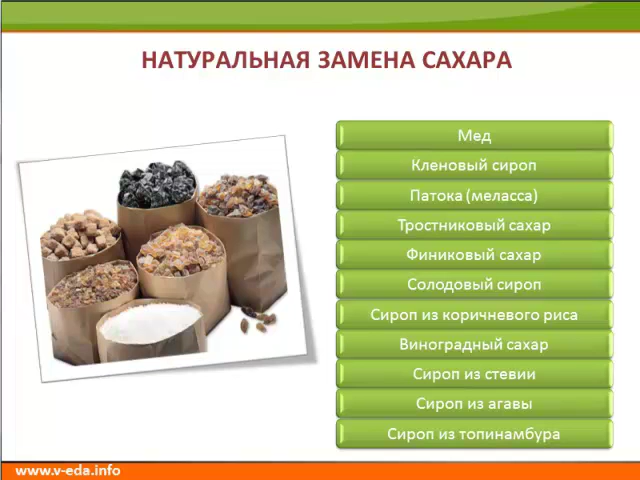 НАТУРАЛЬНАЯ ЗАМЕНА САХАРА
Мед
Кленовый сироп
Патока (меласса)
Тростниковый сахар
Финиковый сахар
Солодовый сироп
Сироп из коричневого риса
Виноградный сахар
Сироп из стевии
Сироп из агавы
Сироп из топинамбура
www.v-eda.info